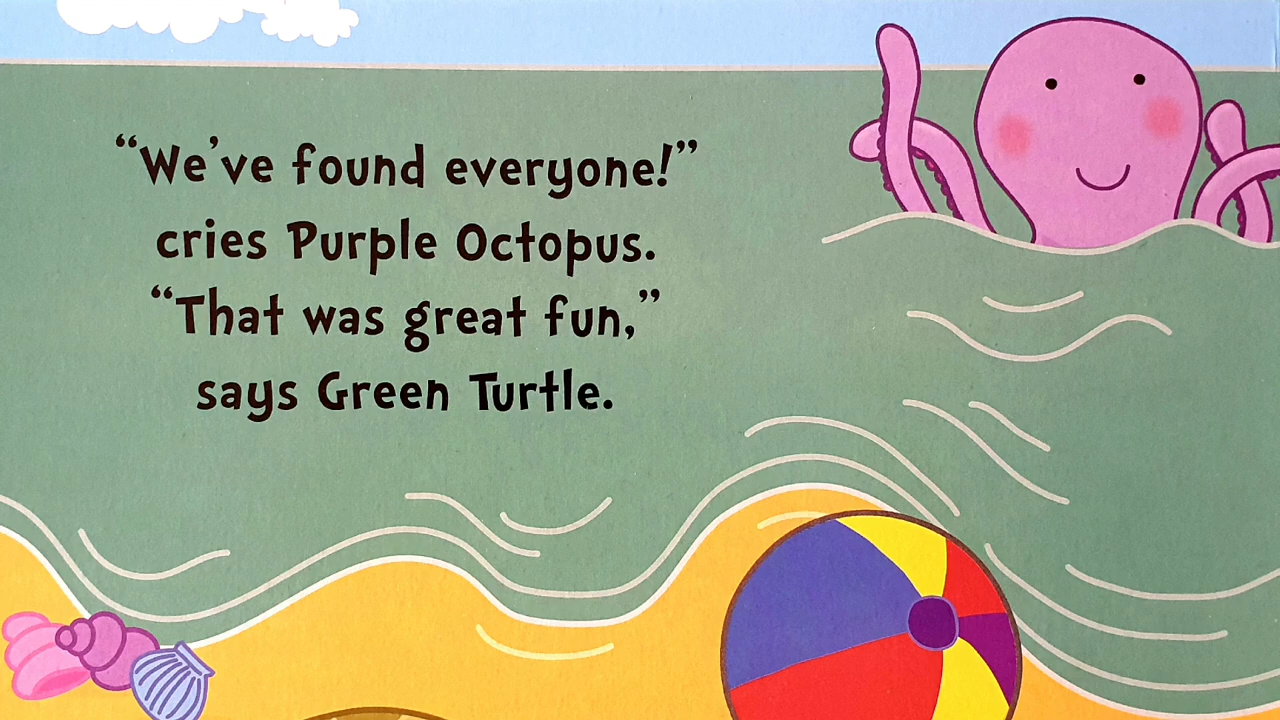 “We’ve found everyone!”
cries Purple Octopus.
“That was great fun,”
says Green Turtle.